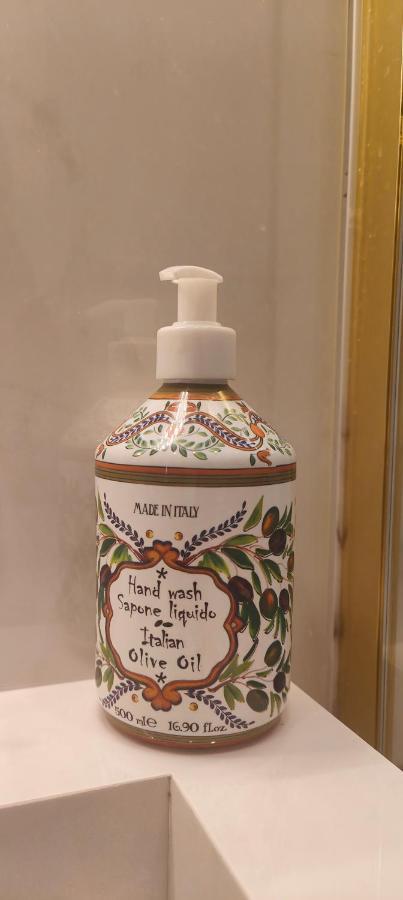 MADE IN ITALY
Hand wash
Sapone liquido
Italian
Olive Oil
500 ml℮ 16.90 fl.oz.